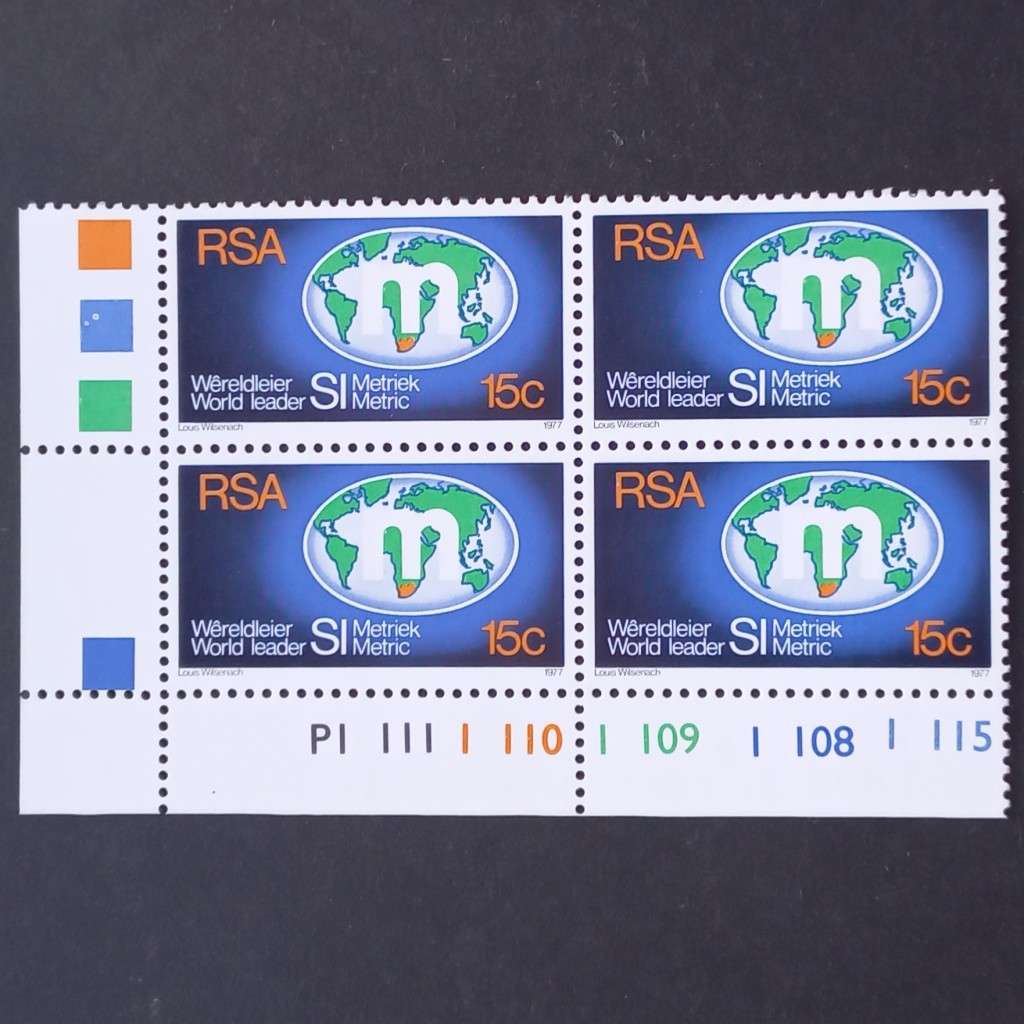 RSA
m
Wêreldleier SI Metriek
World leader Metric
15c
Louis Wilsenach 1977
RSA
m
Wêreldleier SI Metriek
World leader Metric
15c
Louis Wilsenach 1977
RSA
m
Wêreldleier SI Metriek
World leader Metric
15c
Louis Wilsenach 1977
RSA
m
Wêreldleier SI Metriek
World leader Metric
15c
Louis Wilsenach 1977
P1 111 1 110 1 109 1 108 1 115